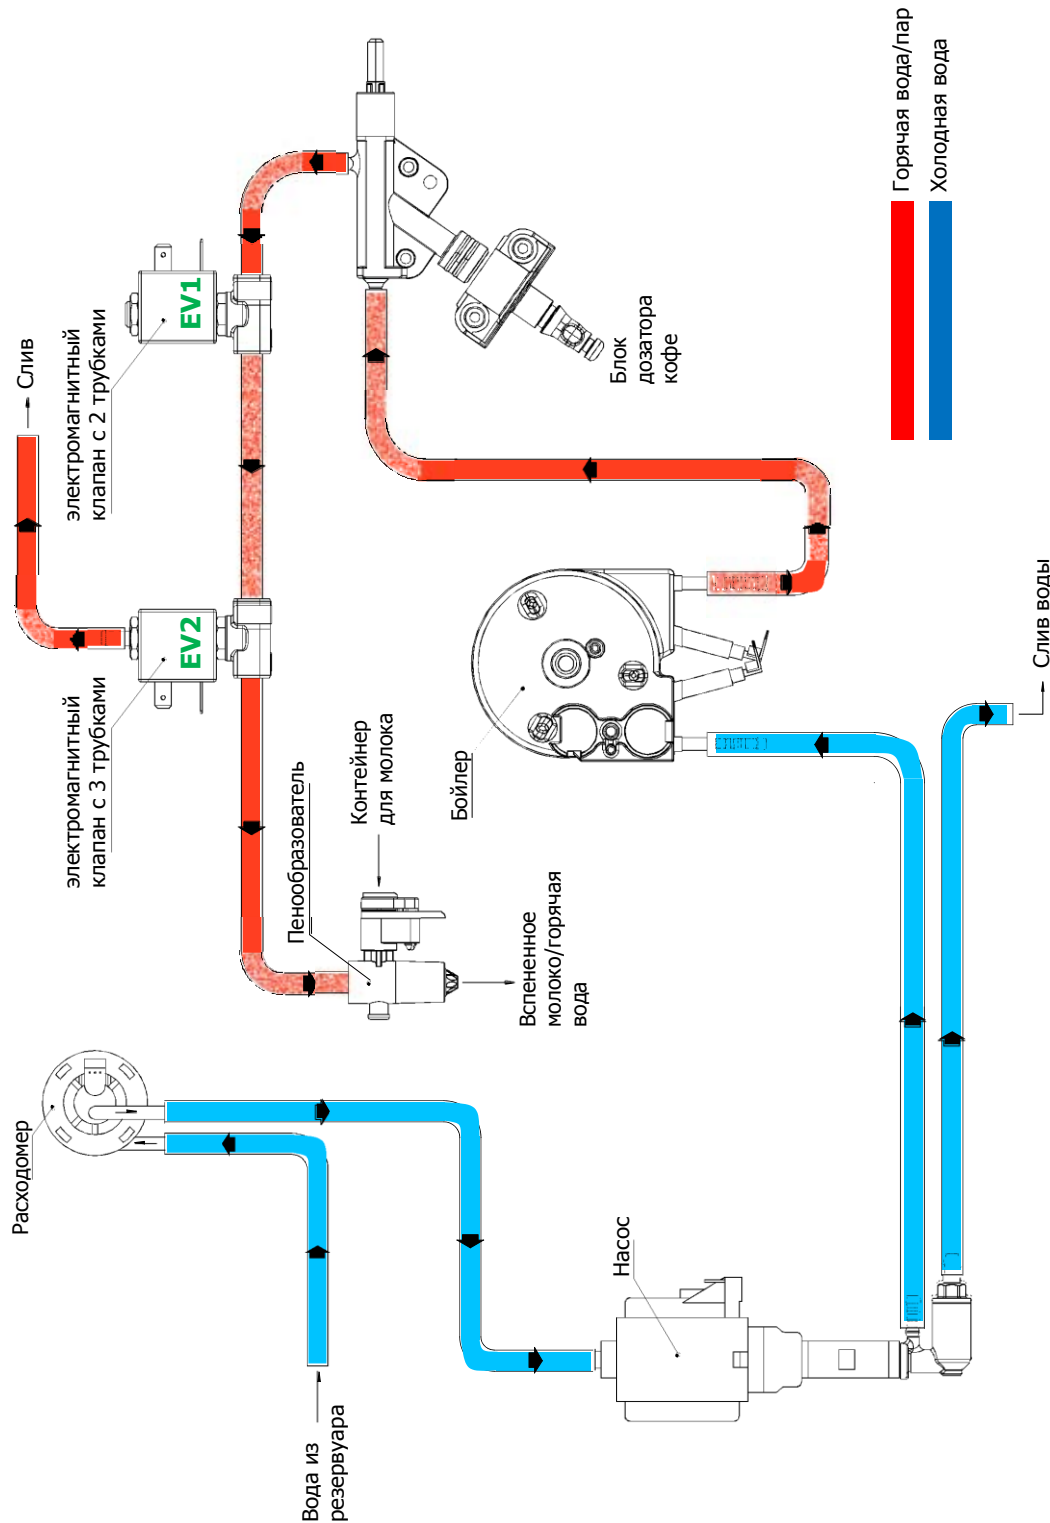 Слив
электромагнитный
клапан с 2 трубками
EV1
электромагнитный
клапан с 3 трубками
EV2
Блок
дозатора
кофе
Горячая вода/пар
Холодная вода
Пенообразователь
Контейнер
для молока
Бойлер
Слив воды
Вспененное
молоко/горячая
вода
Расходомер
Насос
Вода из
резервуара